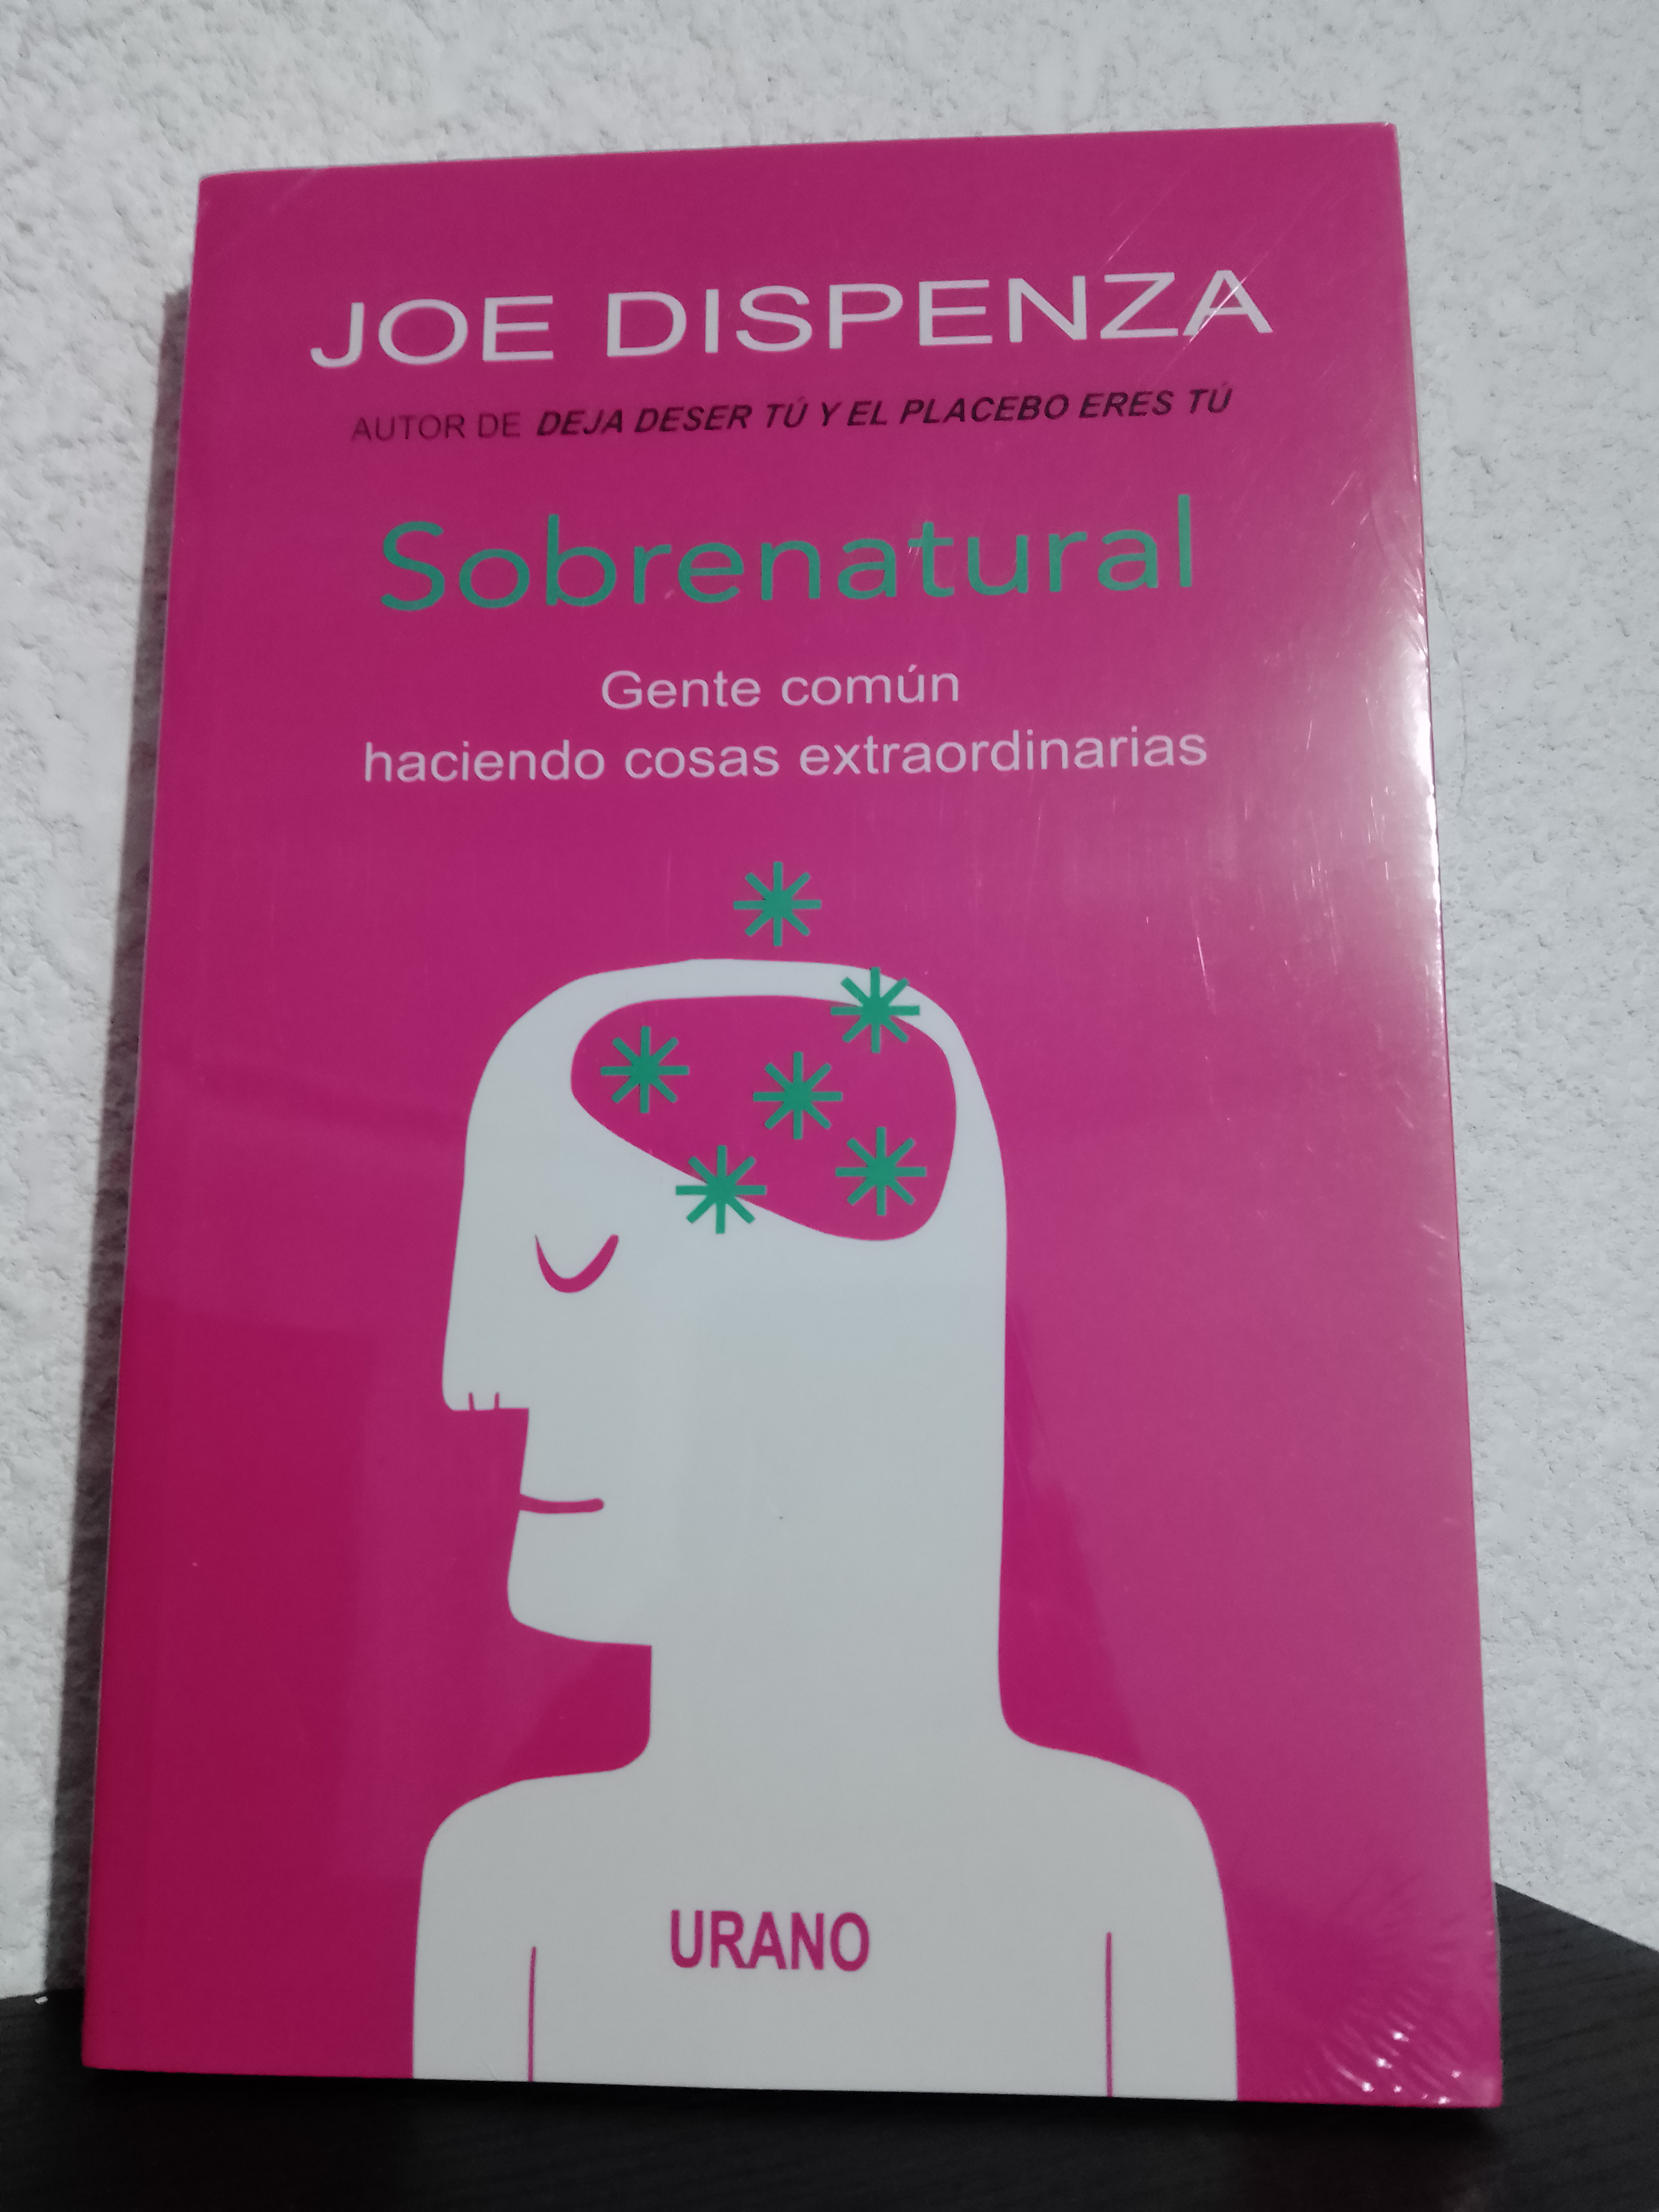 JOE DISPENZA
AUTOR DE DEJA DESER TÚ Y EL PLACEBO ERES TÚ
Sobrenatural
Gente común
haciendo cosas extraordinarias
URANO